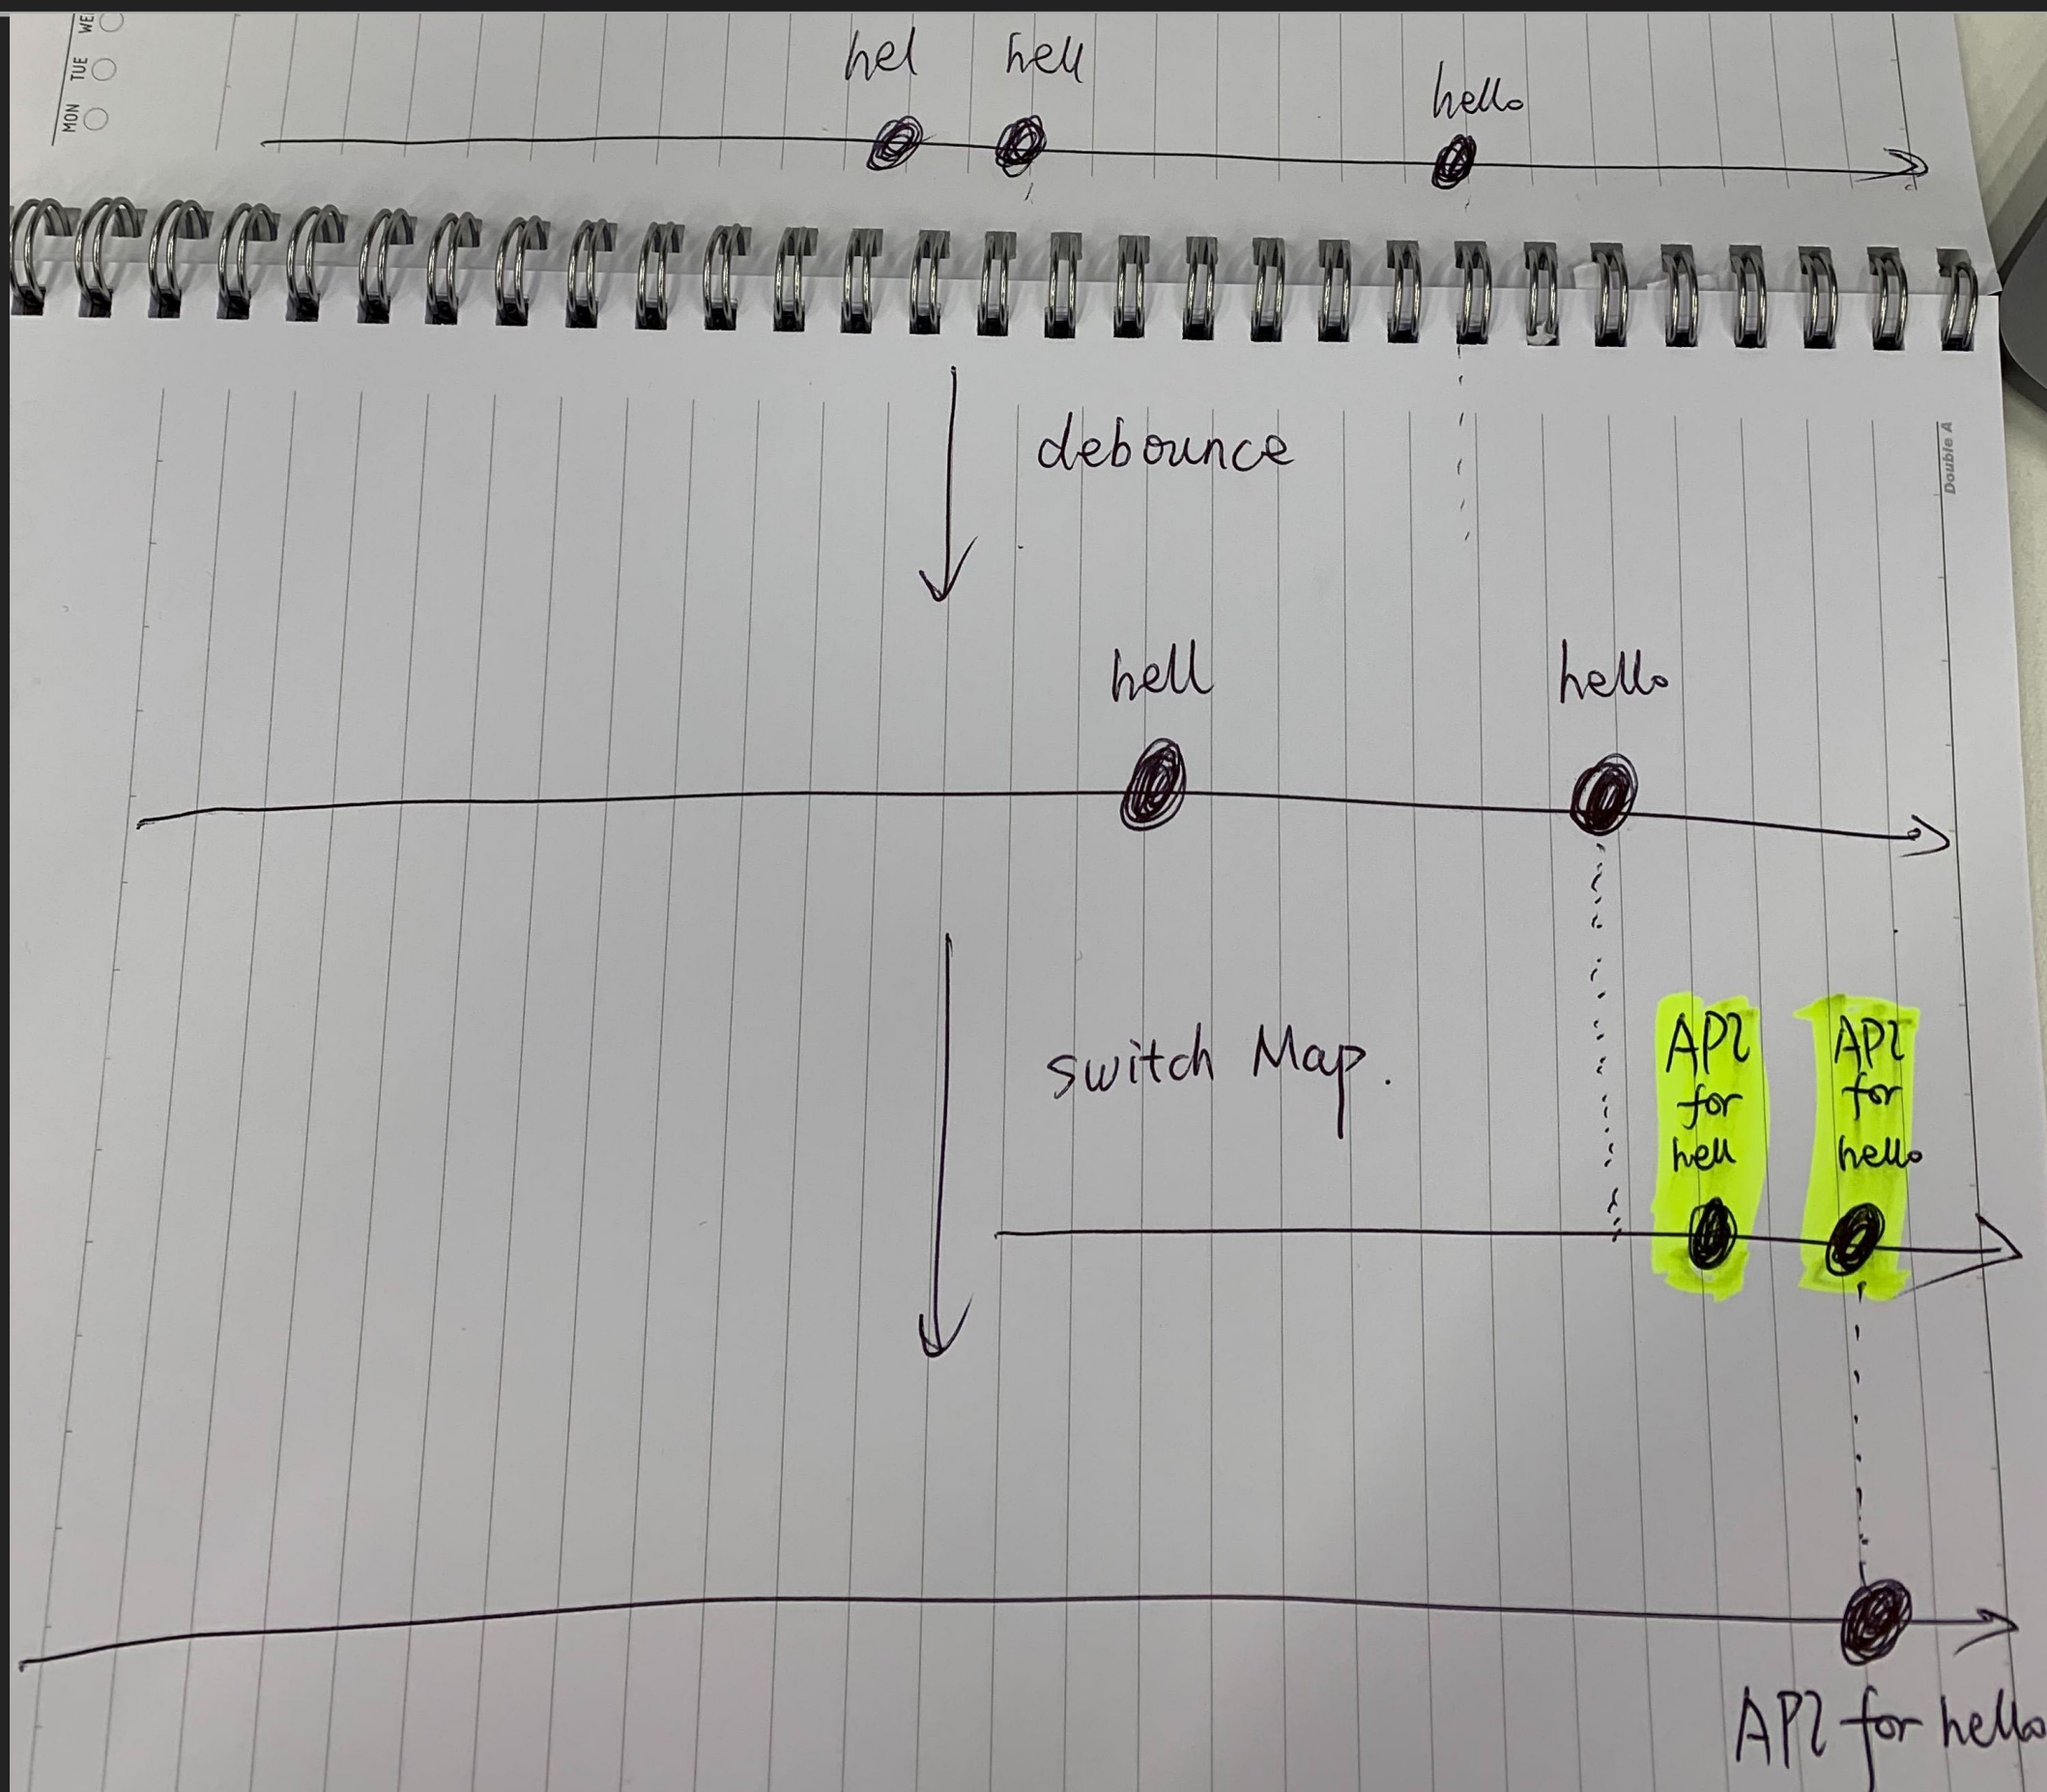 WE
TUE
MON
hel
hell
hello
debounce
Double A
hell
hello
switch Map.
API
for
hell
API
for
hello
API for hello